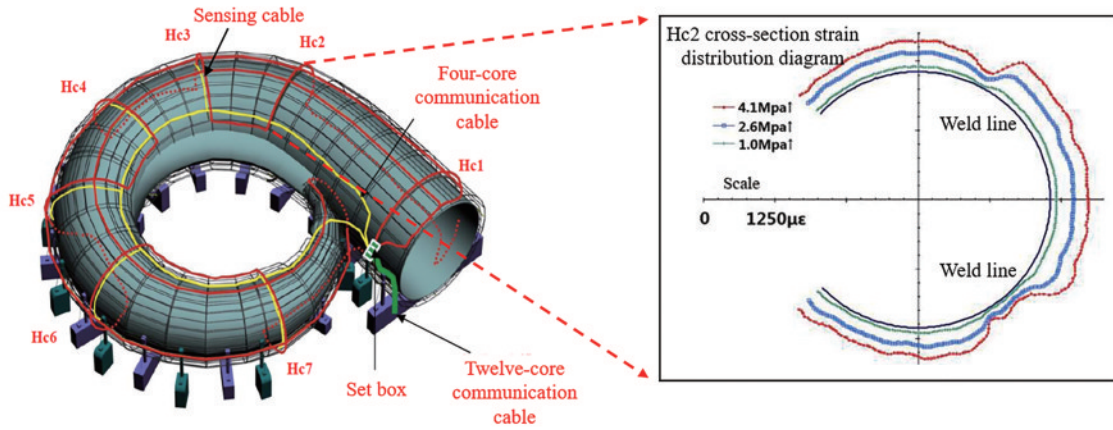 Sensing cable
Hc3
Hc2
Hc4
Four-core
communication
cable
Hc1
Hc5
Hc6
Hc7
Set box
Twelve-core
communication
cable
Hc2 cross-section strain
distribution diagram
4.1Mpa↑
2.6Mpa↑
1.0Mpa↑
Weld line
Scale
0 1250με
Weld line